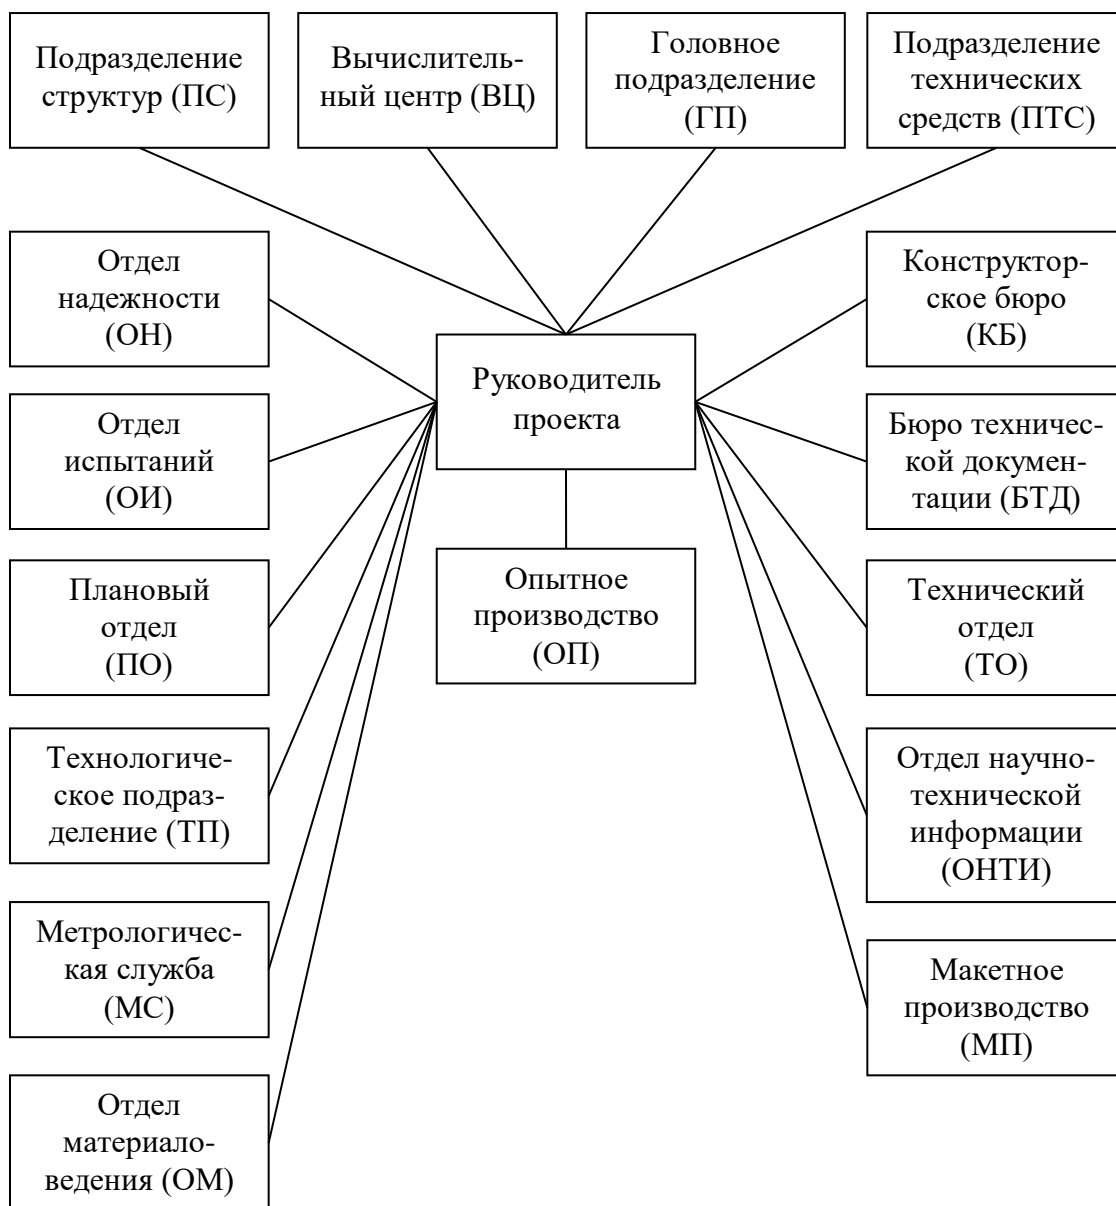 Подразделение
структур (ПС)
Вычислитель-
ный центр (ВЦ)
Головное
подразделение
(ГП)
Подразделение
технических
средств (ПТС)
Отдел
надежности
(ОН)
Конструктор-
ское бюро
(КБ)
Руководитель
проекта
Отдел
испытаний
(ОИ)
Бюро техничес-
кой докумен-
тации (БТД)
Опытное
производство
(ОП)
Плановый
отдел
(ПО)
Технический
отдел
(ТО)
Технологиче-
ское подраз-
деление (ТП)
Отдел научно-
технической
информации
(ОНТИ)
Метрологичес-
кая служба
(МС)
Макетное
производство
(МП)
Отдел
материало-
ведения (ОМ)